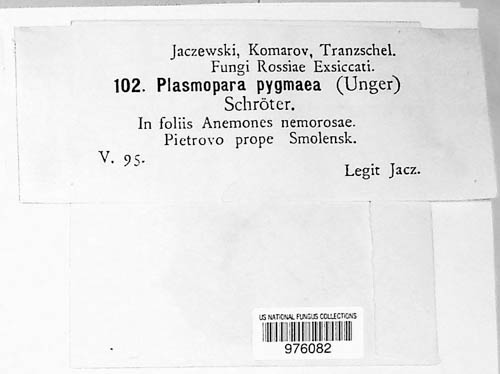 Jaczewski, Komarov, Tranzschel.
Fungi Rossiae Exsiccati.
102. Plasmopara pygmaea (Unger)
Schröter.
In foliis Anemones nemorosae.
Pietrovo prope Smolensk.
V. 95.
Legit Jacz.
US NATIONAL FUNGUS COLLECTIONS
976082